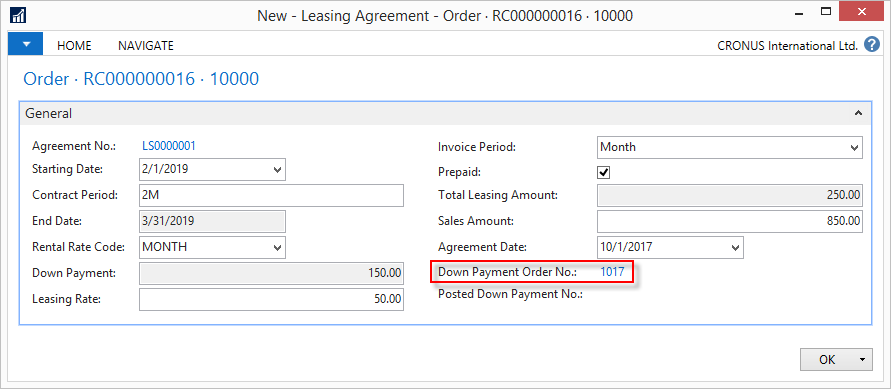 New - Leasing Agreement - Order · RC000000016 · 10000
HOME NAVIGATE CRONUS International Ltd. ?
Order · RC000000016 · 10000
General
Agreement No.: LS0000001
Starting Date: 2/1/2019
Contract Period: 2M
End Date: 3/31/2019
Rental Rate Code: MONTH
Down Payment: 150.00
Leasing Rate: 50.00
Invoice Period: Month
Prepaid:
Total Leasing Amount: 250.00
Sales Amount: 850.00
Agreement Date: 10/1/2017
Down Payment Order No.: 1017
Posted Down Payment No.:
OK